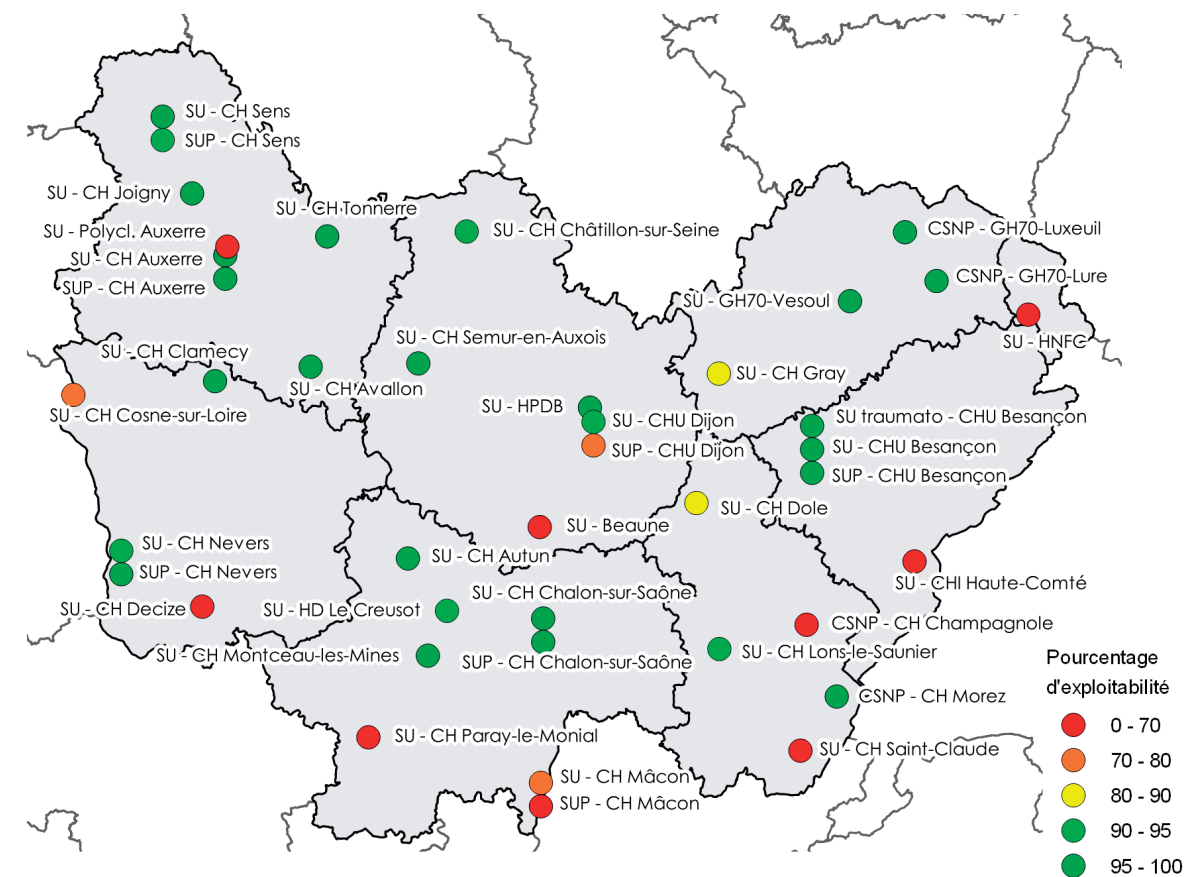 SU - CH Sens
SUP - CH Sens
SU - CH Joigny
SU - CH Tonnerre
SU - Polycl. Auxerre
SU - CH Auxerre
SUP - CH Auxerre
SU - CH Châtillon-sur-Seine
CSNP - GH70-Luxeuil
CSNP - GH70-Lure
SU - GH70-Vesoul
SU - HNFC
SU - CH Clamecy
SU - CH Semur-en-Auxois
SU - CH Avallon
SU - CH Gray
SU - CH Cosne-sur-Loire
SU - HPDB
SU - CHU Dijon
SUP - CHU Dijon
SU traumato - CHU Besançon
SU - CHU Besançon
SUP - CHU Besançon
SU - CH Dole
SU - Beaune
SU - CH Nevers
SUP - CH Nevers
SU - CH Autun
SU - CHI Haute-Comté
SU - CH Decize
SU - HD Le Creusot
SU - CH Chalon-sur-Saône
SUP - CH Chalon-sur-Saône
SU - CH Montceau-les-Mines
CSNP - CH Champagnole
SU - CH Lons-le-Saunier
CSNP - CH Morez
SU - CH Paray-le-Monial
SU - CH Saint-Claude
SU - CH Mâcon
SUP - CH Mâcon
Pourcentage
d'exploitabilité
0 - 70
70 - 80
80 - 90
90 - 95
95 - 100